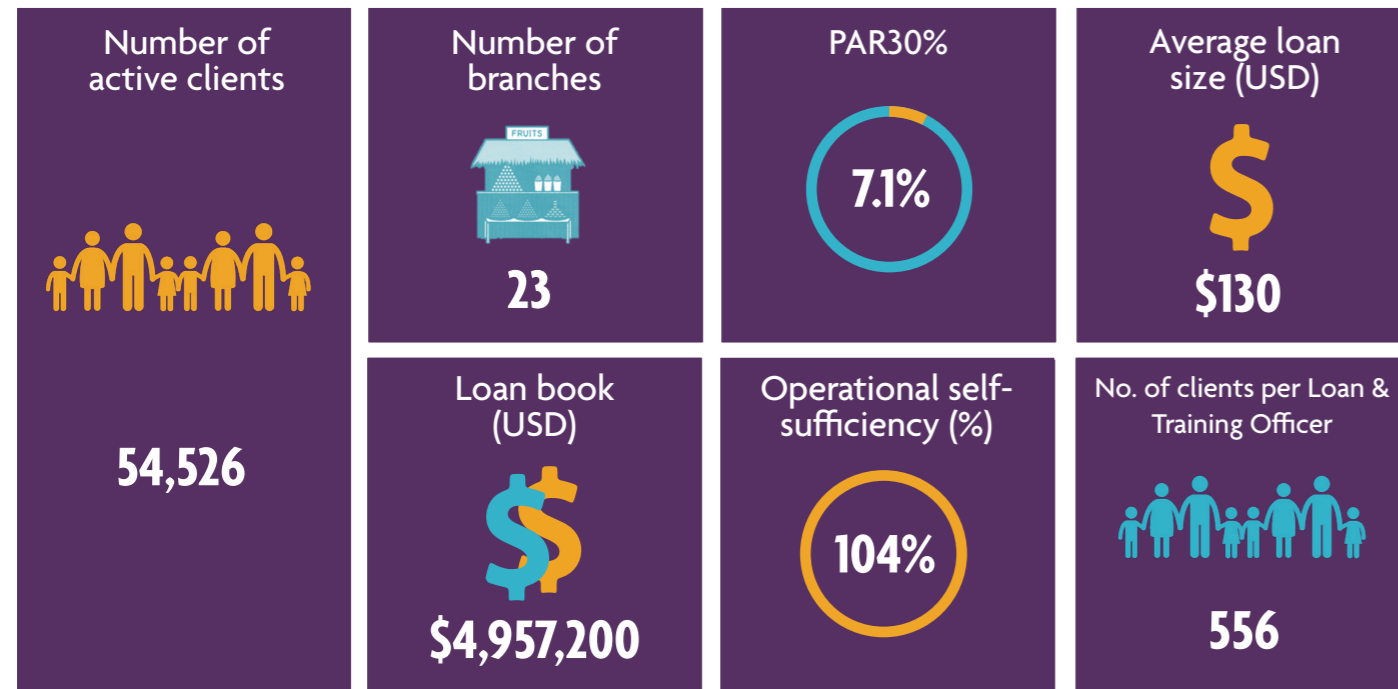 Number of
active clients
54,526
Number of
branches
FRUITS
23
PAR30%
7.1%
Average loan
size (USD)
$130
Loan book
(USD)
$4,957,200
Operational self-
sufficiency (%)
104%
No. of clients per Loan &
Training Officer
556